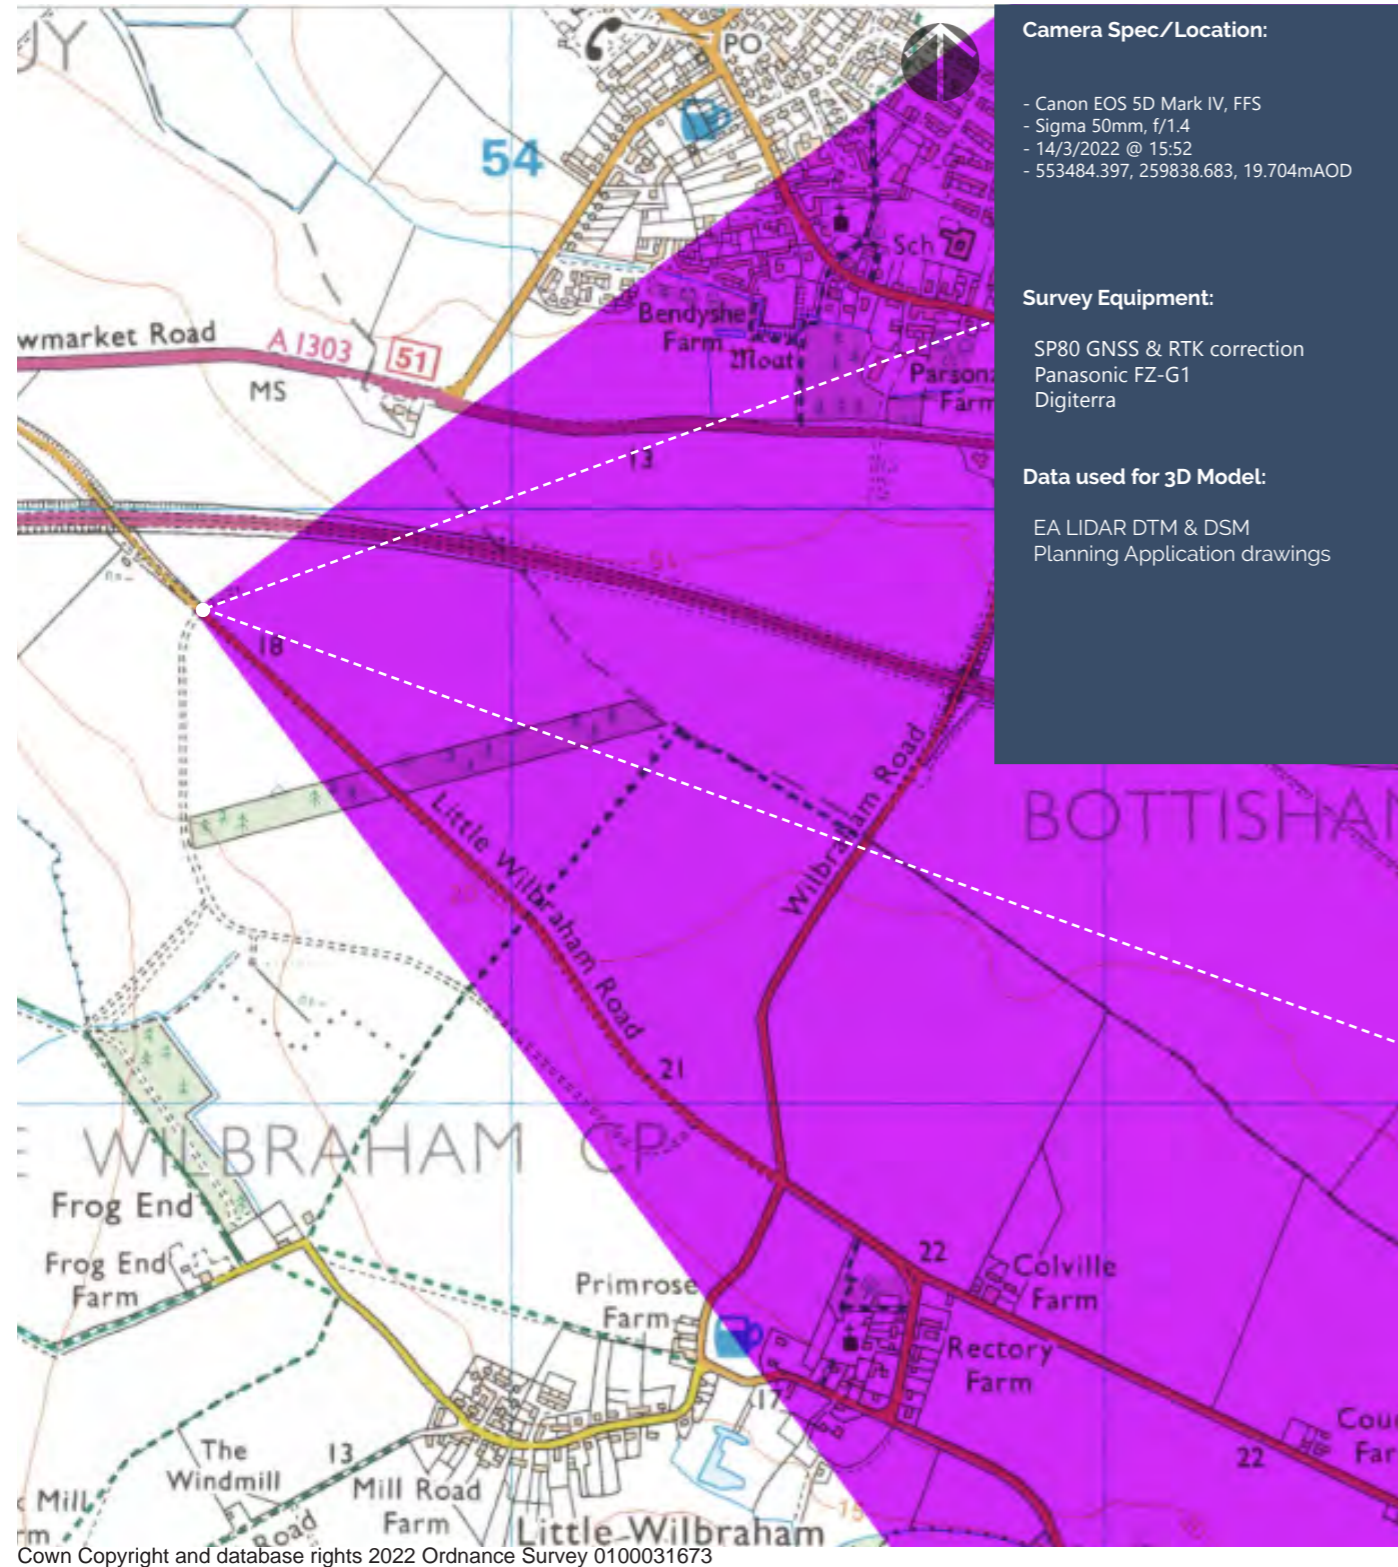 UY
PO
54
Sch
Bendyshe
Farm
Moat
wmarket Road
A 1303
51
MS
Parson
Farm
13
18
Little Wilbraham Road
Wilbraham Road
BOTTISHAM
21
E WILBRAHAM CP
Frog End
Frog End
Farm
Primrose
Farm
22
Colville
Farm
Rectory
Farm
17
The
Windmill
13
Mill Road
Farm
Mill
rm
Road
Little Wilbraham
15
22
Cou
Far
Camera Spec/Location:
- Canon EOS 5D Mark IV, FFS
- Sigma 50mm, f/1.4
- 14/3/2022 @ 15:52
- 553484.397, 259838.683, 19.704mAOD
Survey Equipment:
SP80 GNSS & RTK correction
Panasonic FZ-G1
Digiterra
Data used for 3D Model:
EA LIDAR DTM & DSM
Planning Application drawings
Cown Copyright and database rights 2022 Ordnance Survey 0100031673